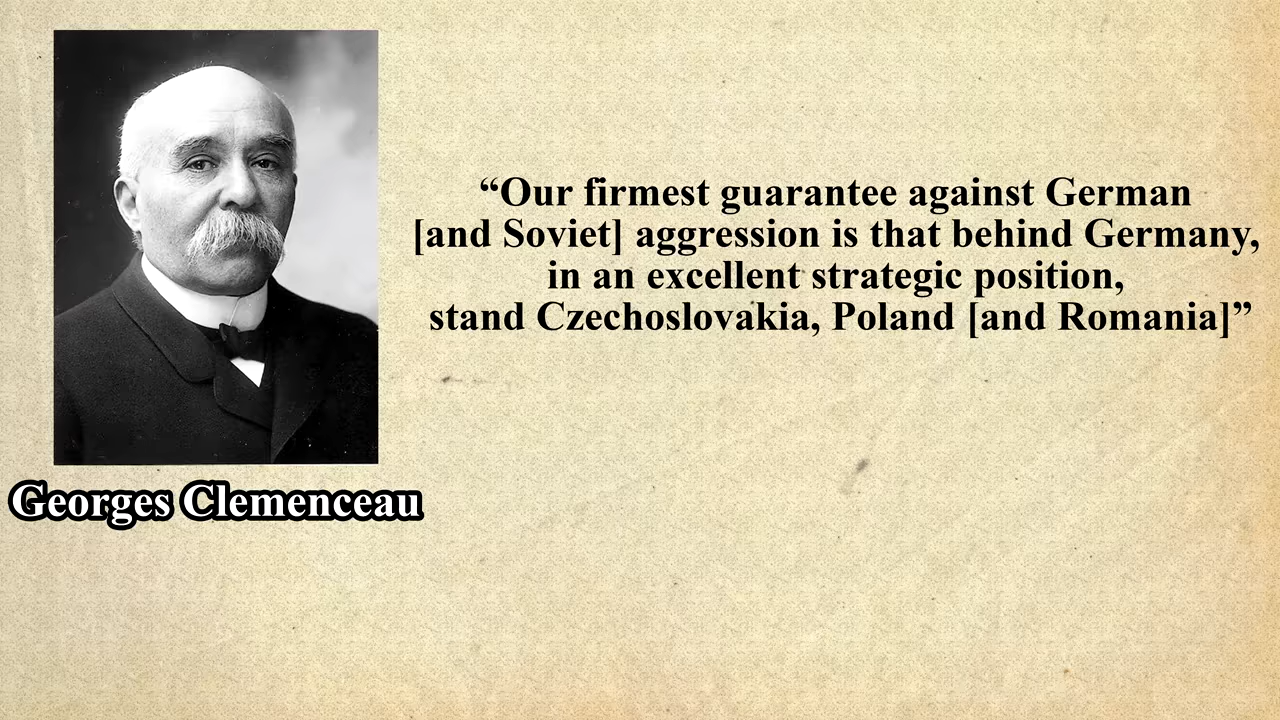 “Our firmest guarantee against German
[and Soviet] aggression is that behind Germany,
in an excellent strategic position,
stand Czechoslovakia, Poland [and Romania]”
Georges Clemenceau